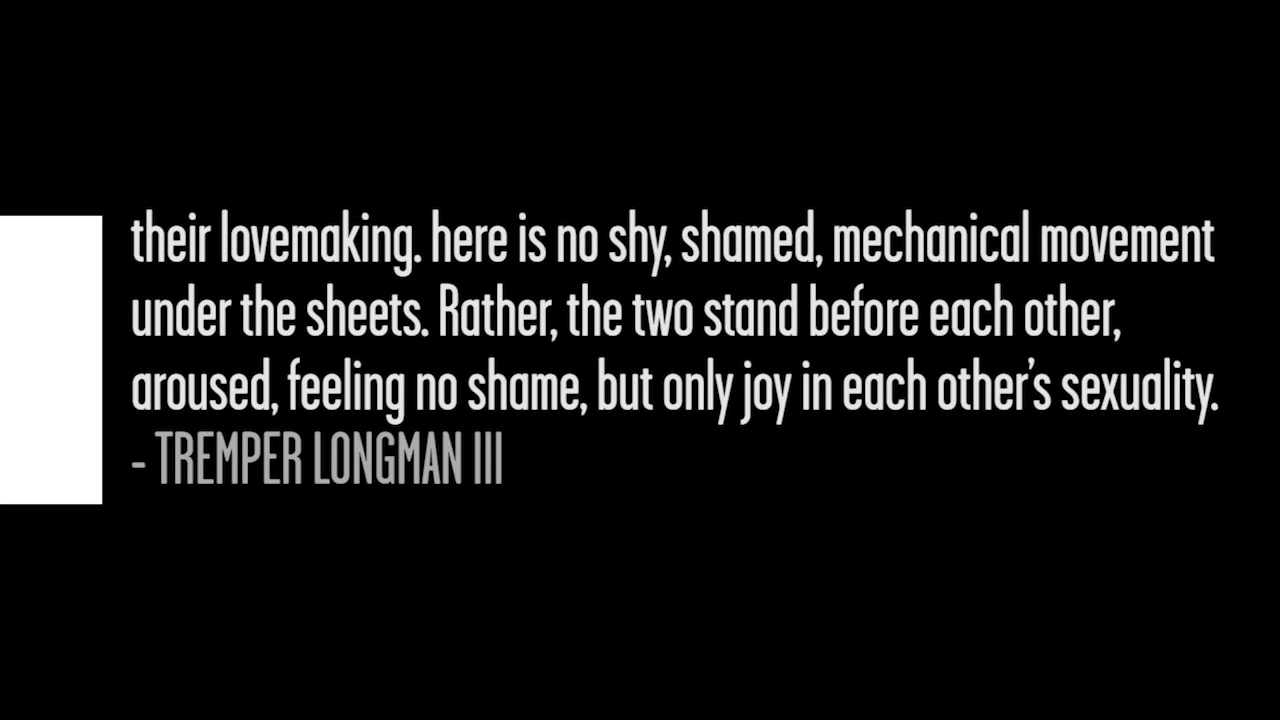 their lovemaking. here is no shy, shamed, mechanical movement
under the sheets. Rather, the two stand before each other,
aroused, feeling no shame, but only joy in each other’s sexuality.
- TREMPER LONGMAN III